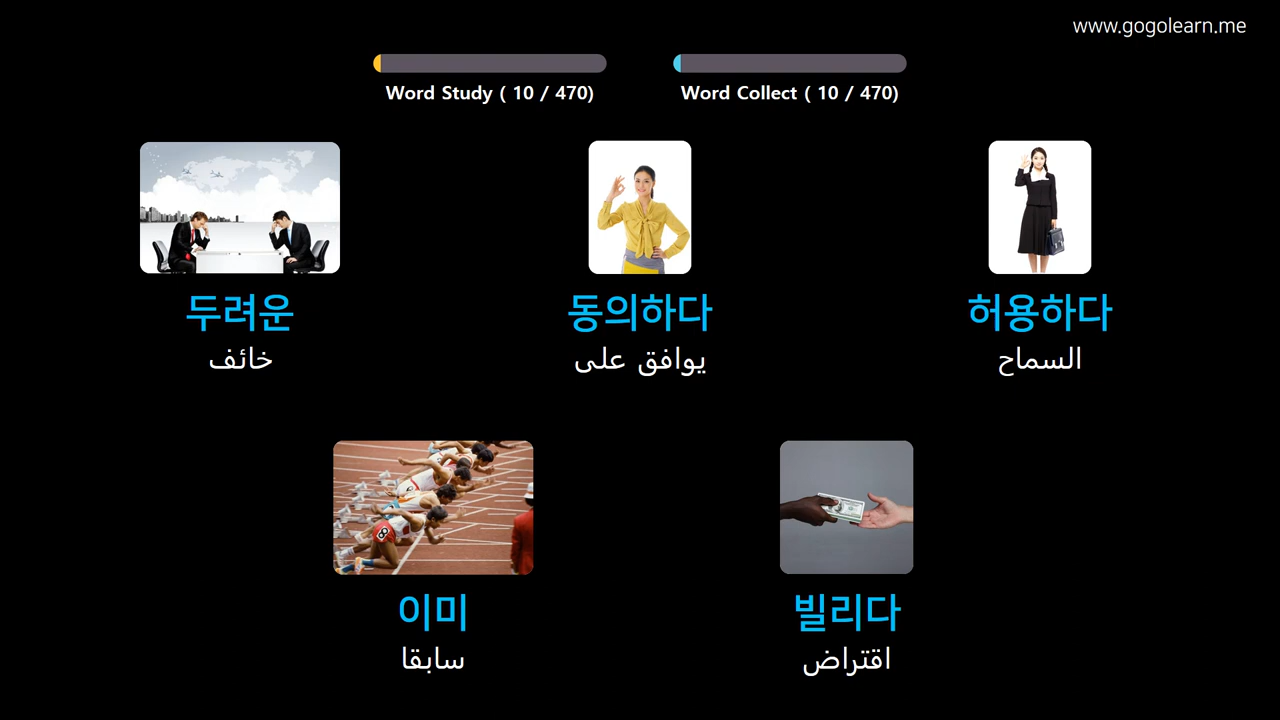 www.gogolearn.me
Word Study ( 10 / 470)
Word Collect ( 10 / 470)
두려운
خائف
동의하다
يوافق على
허용하다
السماح
이미
سابقا
빌리다
اقتراض